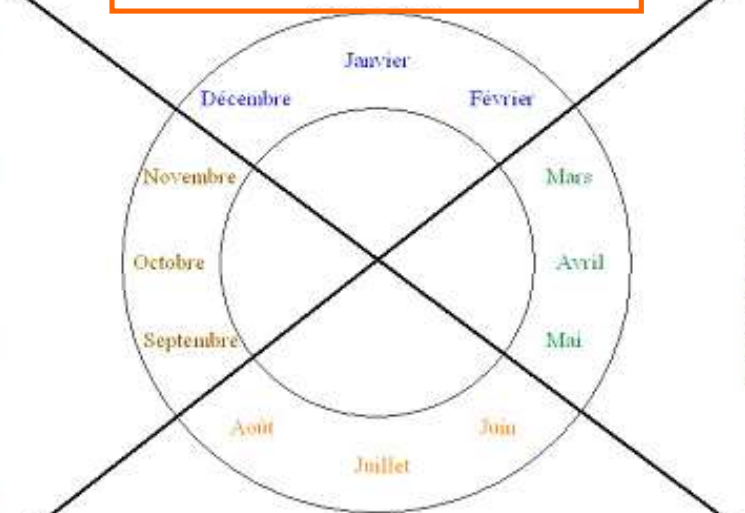 Janvier
Décembre
Février
Novembre
Mars
Octobre
Avril
Septembre
Mai
Août
Juin
Juillet